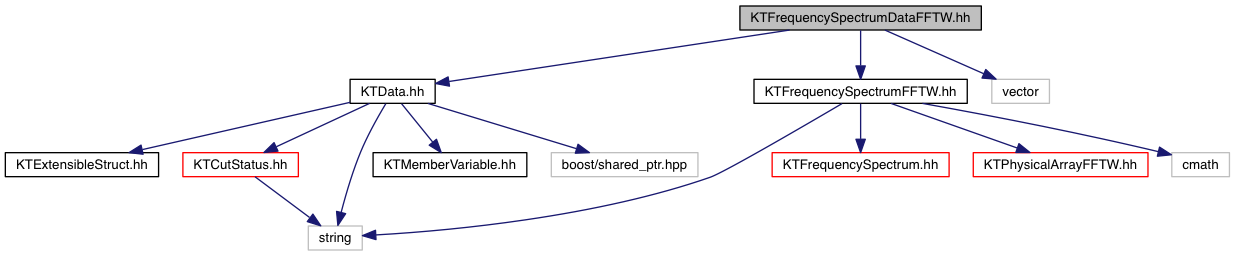 KTFrequencySpectrumDataFFTW.hh
KTData.hh
KTFrequencySpectrumFFTW.hh
vector
KTExtensibleStruct.hh
KTCutStatus.hh
KTMemberVariable.hh
boost/shared_ptr.hpp
KTFrequencySpectrum.hh
KTPhysicalArrayFFTW.hh
cmath
string